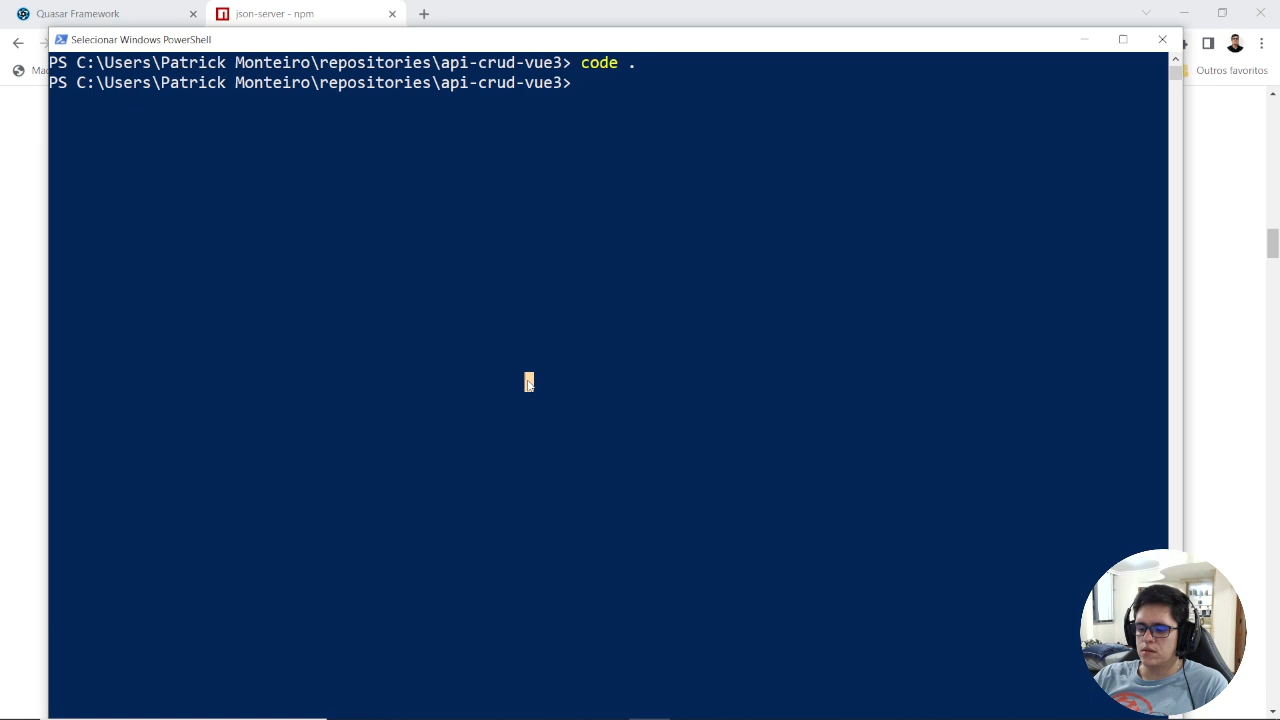 Quasar Framework
json-server - npm
Selecionar Windows PowerShell
PS C:\Users\Patrick Monteiro\repositories\api-crud-vue3> code .
PS C:\Users\Patrick Monteiro\repositories\api-crud-vue3>
Outros favoritos